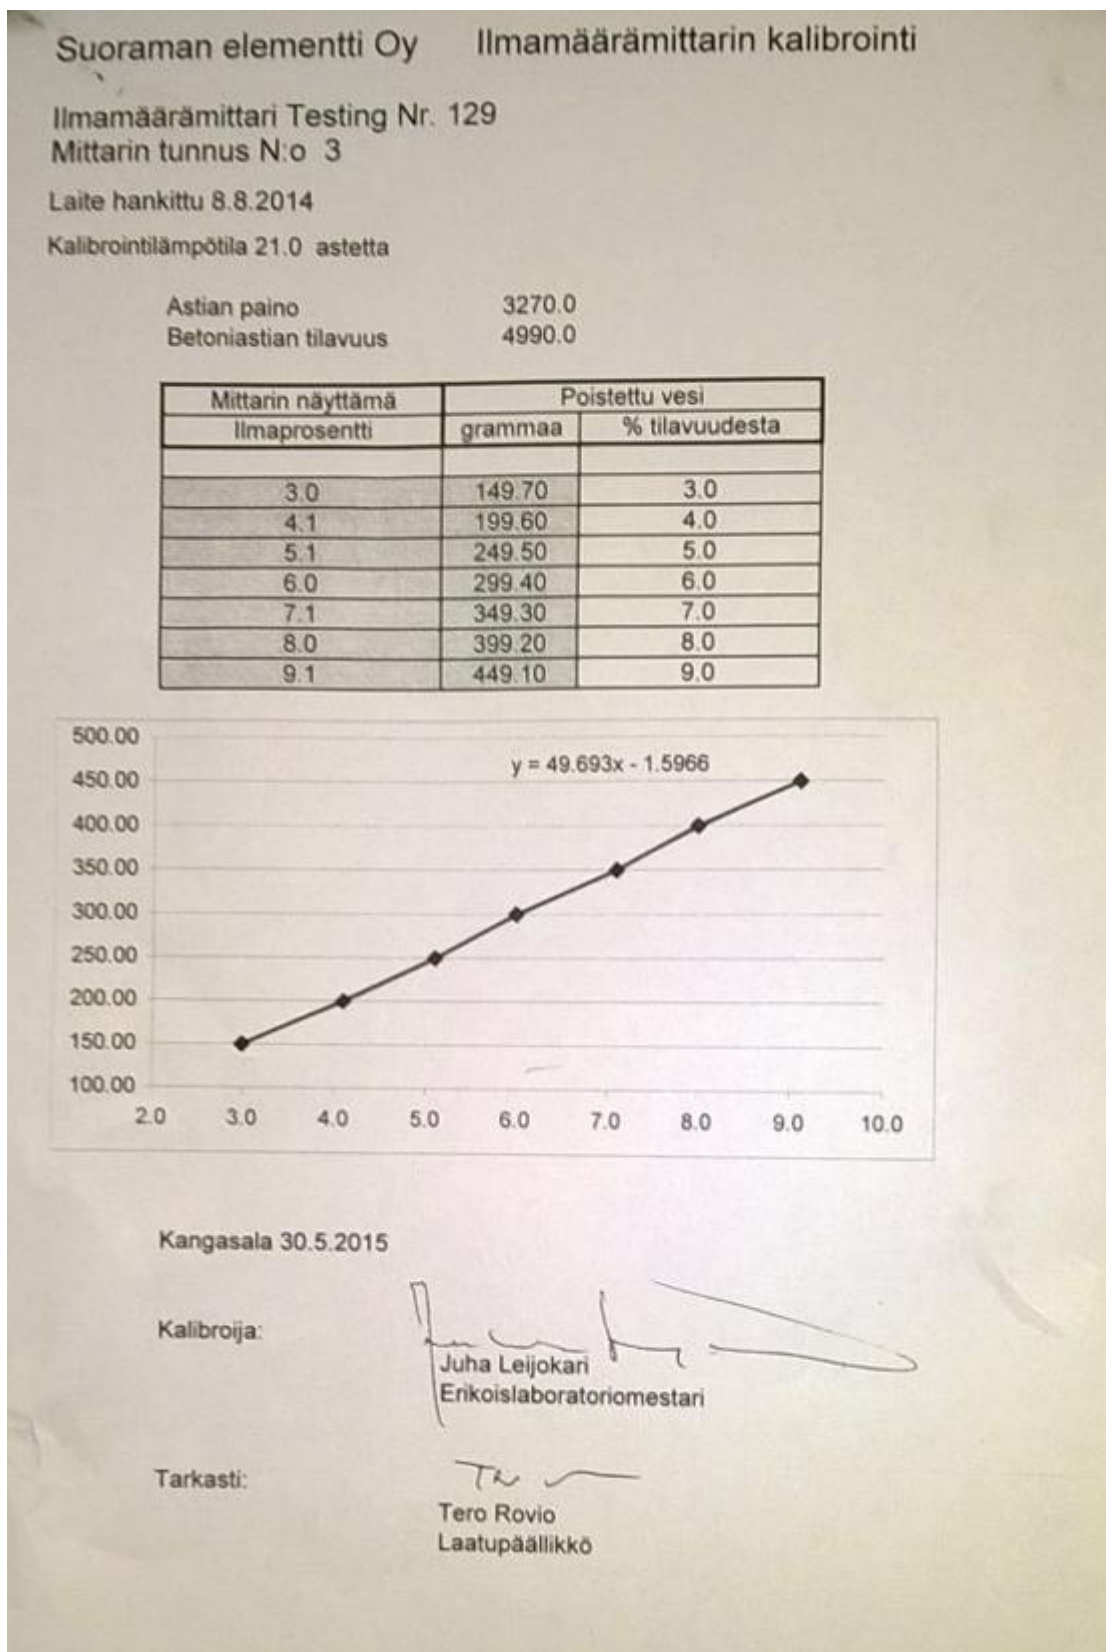 Suoraman elementti Oy Ilmamäärämittarin kalibrointi
Ilmamäärämittari Testing Nr. 129
Mittarin tunnus N:o 3
Laite hankittu 8.8.2014
Kalibrointilämpötila 21.0 astetta
Astian paino 3270.0
Betoniastian tilavuus 4990.0
Mittarin näyttämä Poistettu vesi
Ilmaprosentti grammaa % tilavuudesta
3.0 149.70 3.0
4.1 199.60 4.0
5.1 249.50 5.0
6.0 299.40 6.0
7.1 349.30 7.0
8.0 399.20 8.0
9.1 449.10 9.0
500.00
y = 49.693x - 1.5966
450.00
400.00
350.00
300.00
250.00
200.00
150.00
100.00
2.0 3.0 4.0 5.0 6.0 7.0 8.0 9.0 10.0
Kangasala 30.5.2015
Kalibroija:
Juha Leijokari
Erikoislaboratoriomestari
Tarkasti:
Tero Rovio
Laatupäällikkö